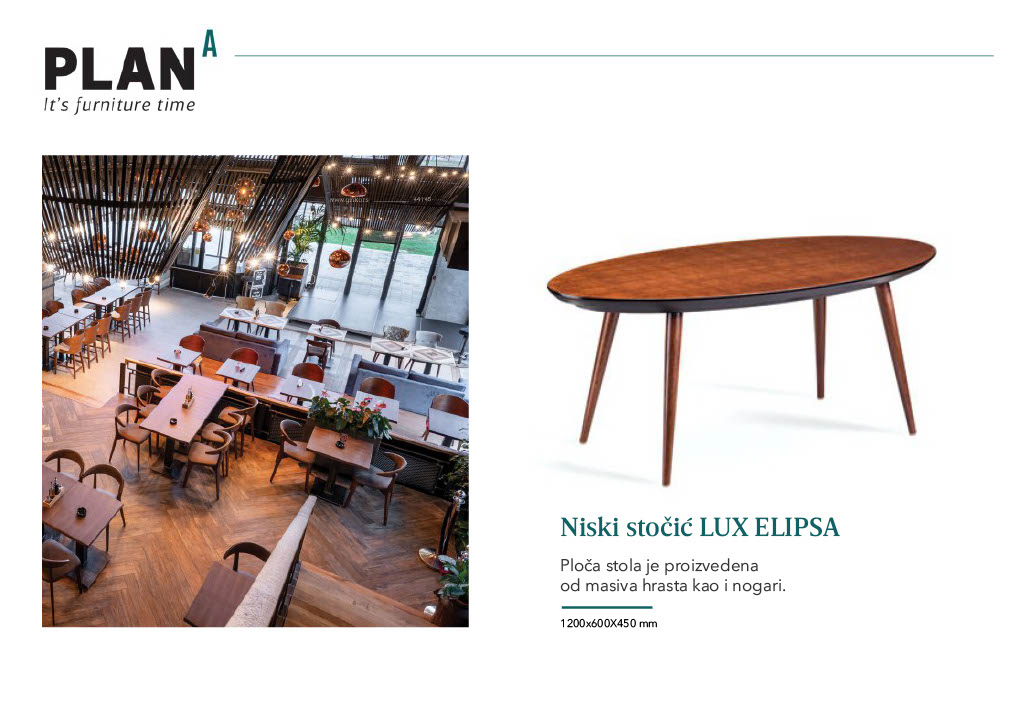 PLAN A
It's furniture time
Niski stočić LUX ELIPSA
Ploča stola je proizvedena
od masiva hrasta kao i nogari.
1200x600X450 mm